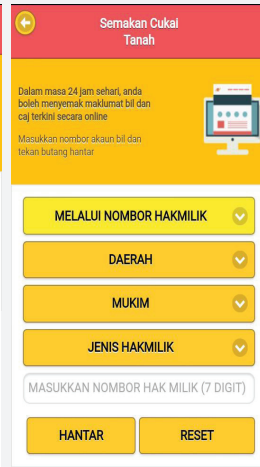 Semakan Cukai
Tanah
Dalam masa 24 jam sehari, anda
boleh menyemak maklumat bil dan
caj terkini secara online
Masukkan nombor akaun bil dan
tekan butang hantar
MELALUI NOMBOR HAKMILIK
DAERAH
MUKIM
JENIS HAKMILIK
MASUKKAN NOMBOR HAK MILIK (7 DIGIT)
HANTAR RESET